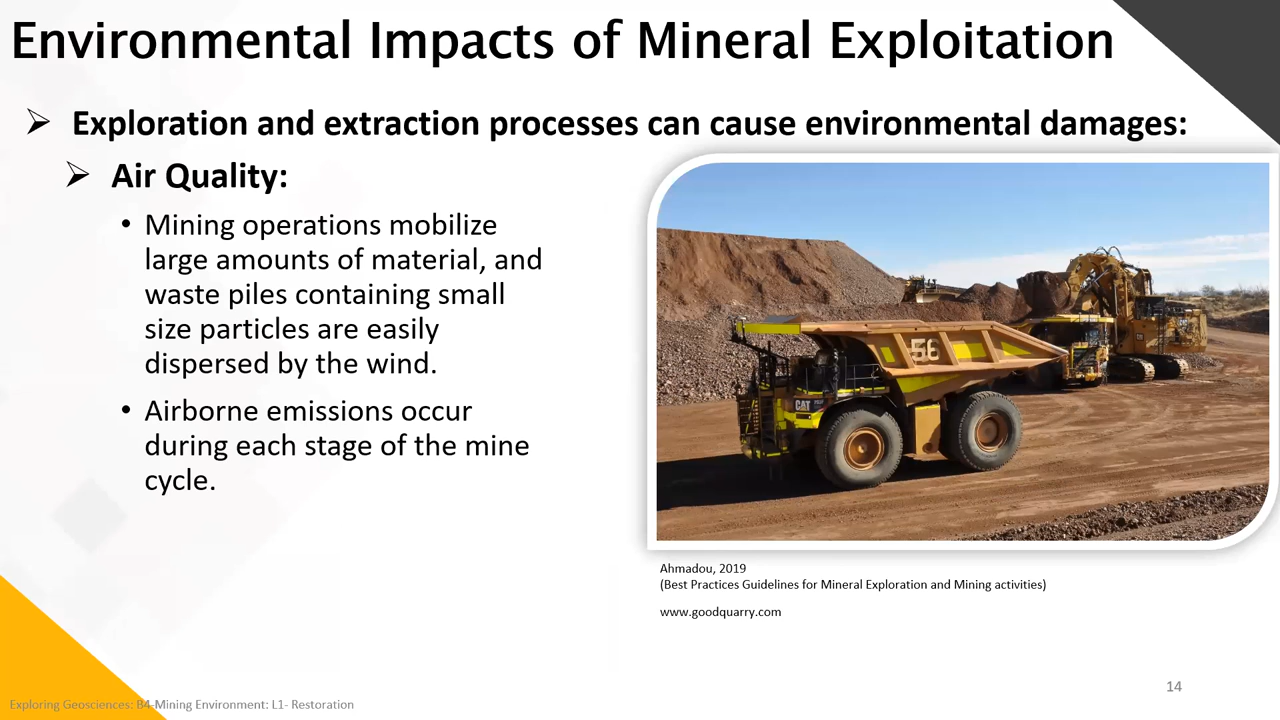 Environmental Impacts of Mineral Exploitation
Exploration and extraction processes can cause environmental damages:
Air Quality:
• Mining operations mobilize
large amounts of material, and
waste piles containing small
size particles are easily
dispersed by the wind.
• Airborne emissions occur
during each stage of the mine
cycle.
56
CAT
Ahmadou, 2019
(Best Practices Guidelines for Mineral Exploration and Mining activities)
www.goodquarry.com
14
Exploring Geosciences: B4-Mining Environment: L1- Restoration